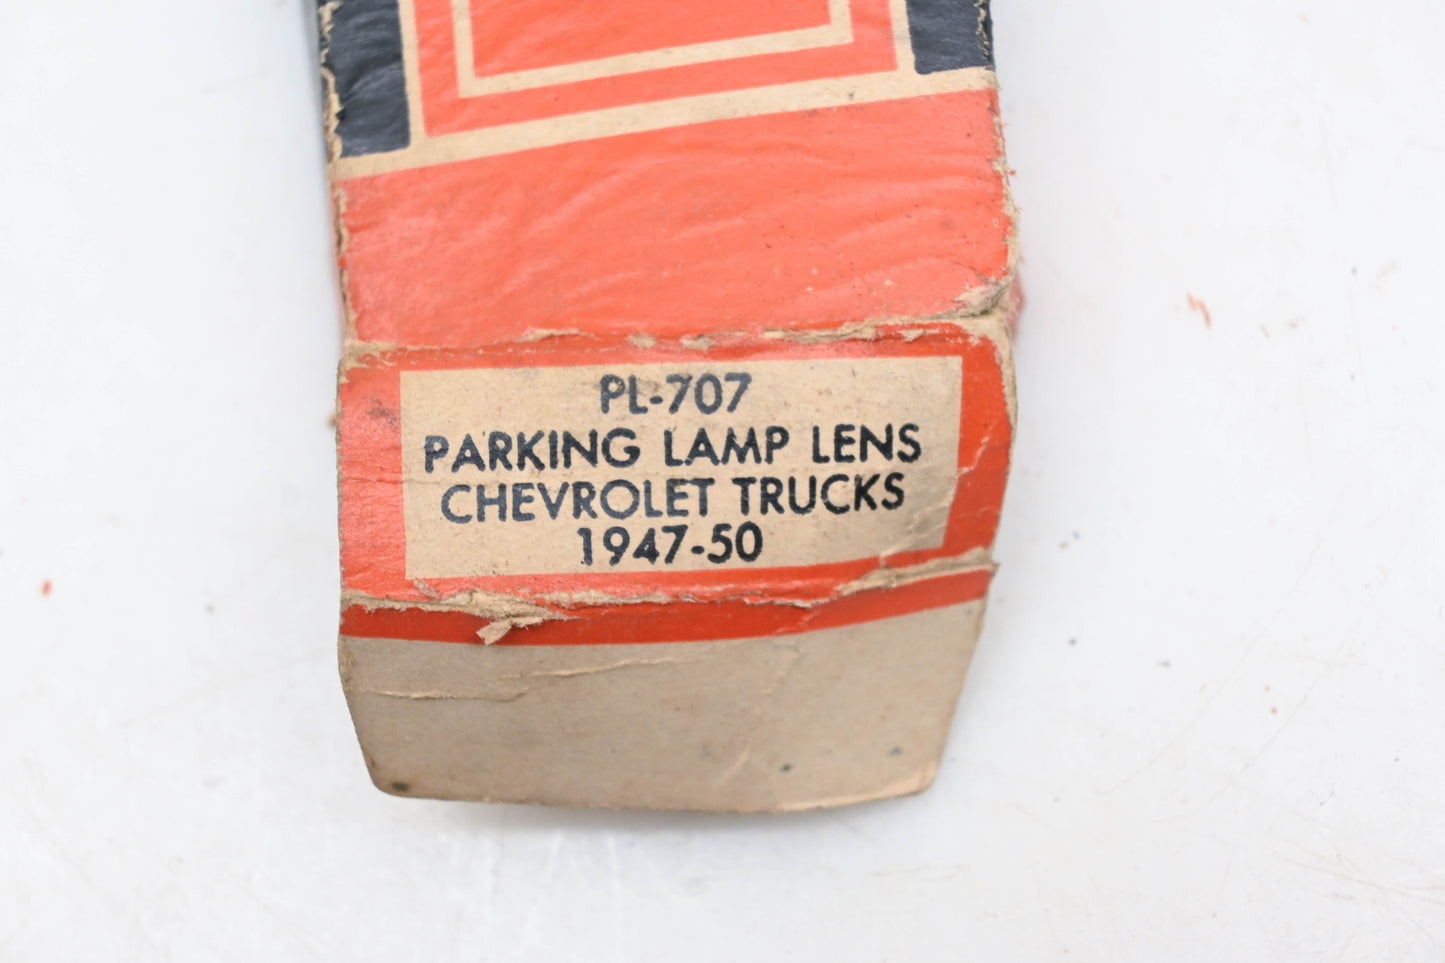 PL-707
PARKING LAMP LENS
CHEVROLET TRUCKS
1947-50